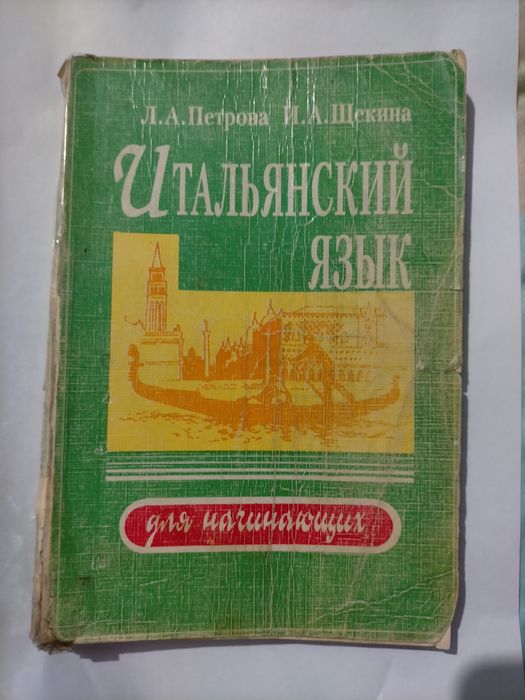 Л.А.Петрова И.А.Щекина
Итальянский
язык
для начинающих